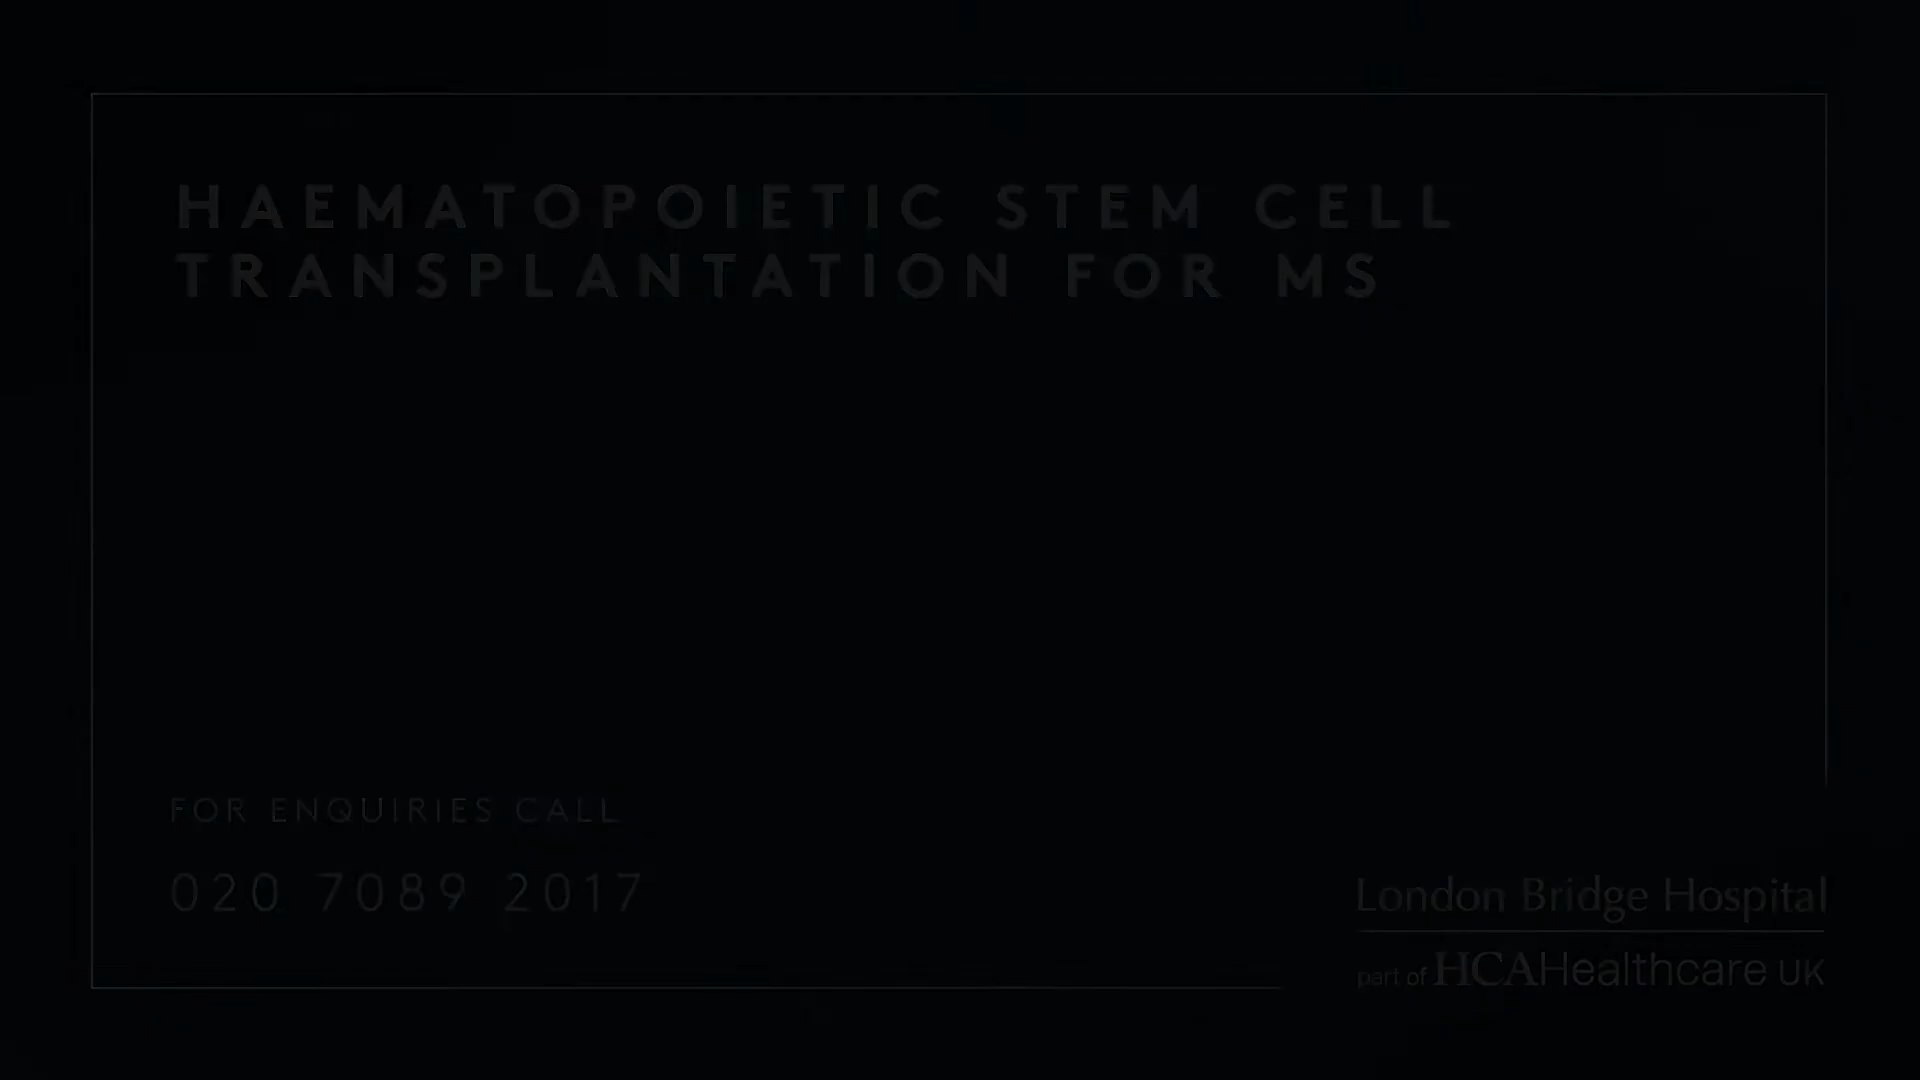 HAEMATOPOIETIC STEM CELL
TRANSPLANTATION FOR MS
FOR ENQUIRIES CALL
020 7089 2017
London Bridge Hospital
part of HCAHealthcare UK